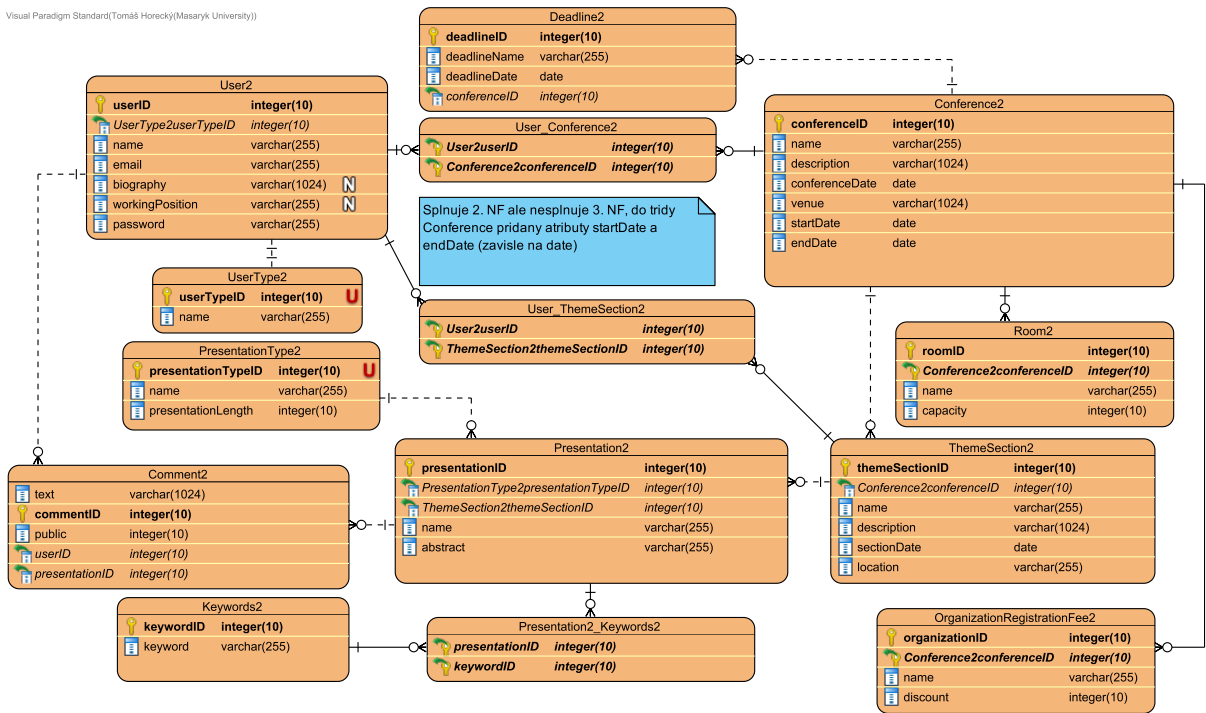 Visual Paradigm Standard(Tomáš Horecký(Masaryk University))
Deadline2
deadlineID integer(10)
deadlineName varchar(255)
deadlineDate date
conferenceID integer(10)
User2
userID integer(10)
UserType2userTypeID integer(10)
name varchar(255)
email varchar(255)
biography varchar(1024) N
workingPosition varchar(255) N
password varchar(255)
User_Conference2
User2userID integer(10)
Conference2conferenceID integer(10)
Conference2
conferenceID integer(10)
name varchar(255)
description varchar(1024)
conferenceDate date
venue varchar(1024)
startDate date
endDate date
Splnuje 2. NF ale nesplnuje 3. NF, do tridy
Conference pridany atributy startDate a
endDate (zavisle na date)
UserType2
userTypeID integer(10) U
name varchar(255)
User_ThemeSection2
User2userID integer(10)
ThemeSection2themeSectionID integer(10)
Room2
roomID integer(10)
Conference2conferenceID integer(10)
name varchar(255)
capacity integer(10)
PresentationType2
presentationTypeID integer(10) U
name varchar(255)
presentationLength integer(10)
Presentation2
presentationID integer(10)
PresentationType2presentationTypeID integer(10)
ThemeSection2themeSectionID integer(10)
name varchar(255)
abstract varchar(255)
ThemeSection2
themeSectionID integer(10)
Conference2conferenceID integer(10)
name varchar(255)
description varchar(1024)
sectionDate date
location varchar(255)
Comment2
text varchar(1024)
commentID integer(10)
public integer(10)
userID integer(10)
presentationID integer(10)
Keywords2
keywordID integer(10)
keyword varchar(255)
Presentation2_Keywords2
presentationID integer(10)
keywordID integer(10)
OrganizationRegistrationFee2
organizationID integer(10)
Conference2conferenceID integer(10)
name varchar(255)
discount integer(10)